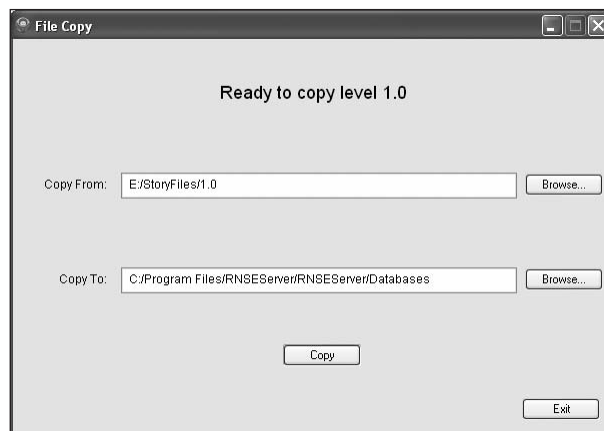 File Copy
Ready to copy level 1.0
Copy From: E:/StoryFiles/1.0 Browse...
Copy To: C:/Program Files/RNSEServer/RNSEServer/Databases Browse...
Copy
Exit